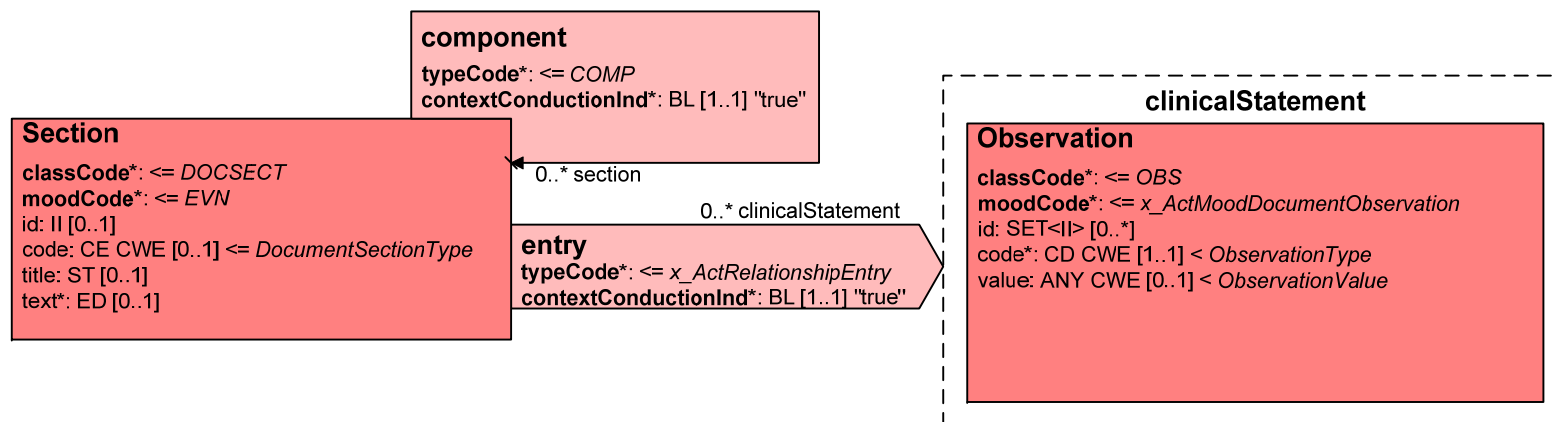 component
typeCode*: <= COMP
contextConductionInd*: BL [1..1] "true"
Section
classCode*: <= DOCSECT
moodCode*: <= EVN
id: II [0..1]
code: CE CWE [0..1] <= DocumentSectionType
title: ST [0..1]
text*: ED [0..1]
0..* section
0..* clinicalStatement
entry
typeCode*: <= x_ActRelationshipEntry
contextConductionInd*: BL [1..1] "true"
clinicalStatement
Observation
classCode*: <= OBS
moodCode*: <= x_ActMoodDocumentObservation
id: SET<II> [0..*]
code*: CD CWE [1..1] < ObservationType
value: ANY CWE [0..1] < ObservationValue